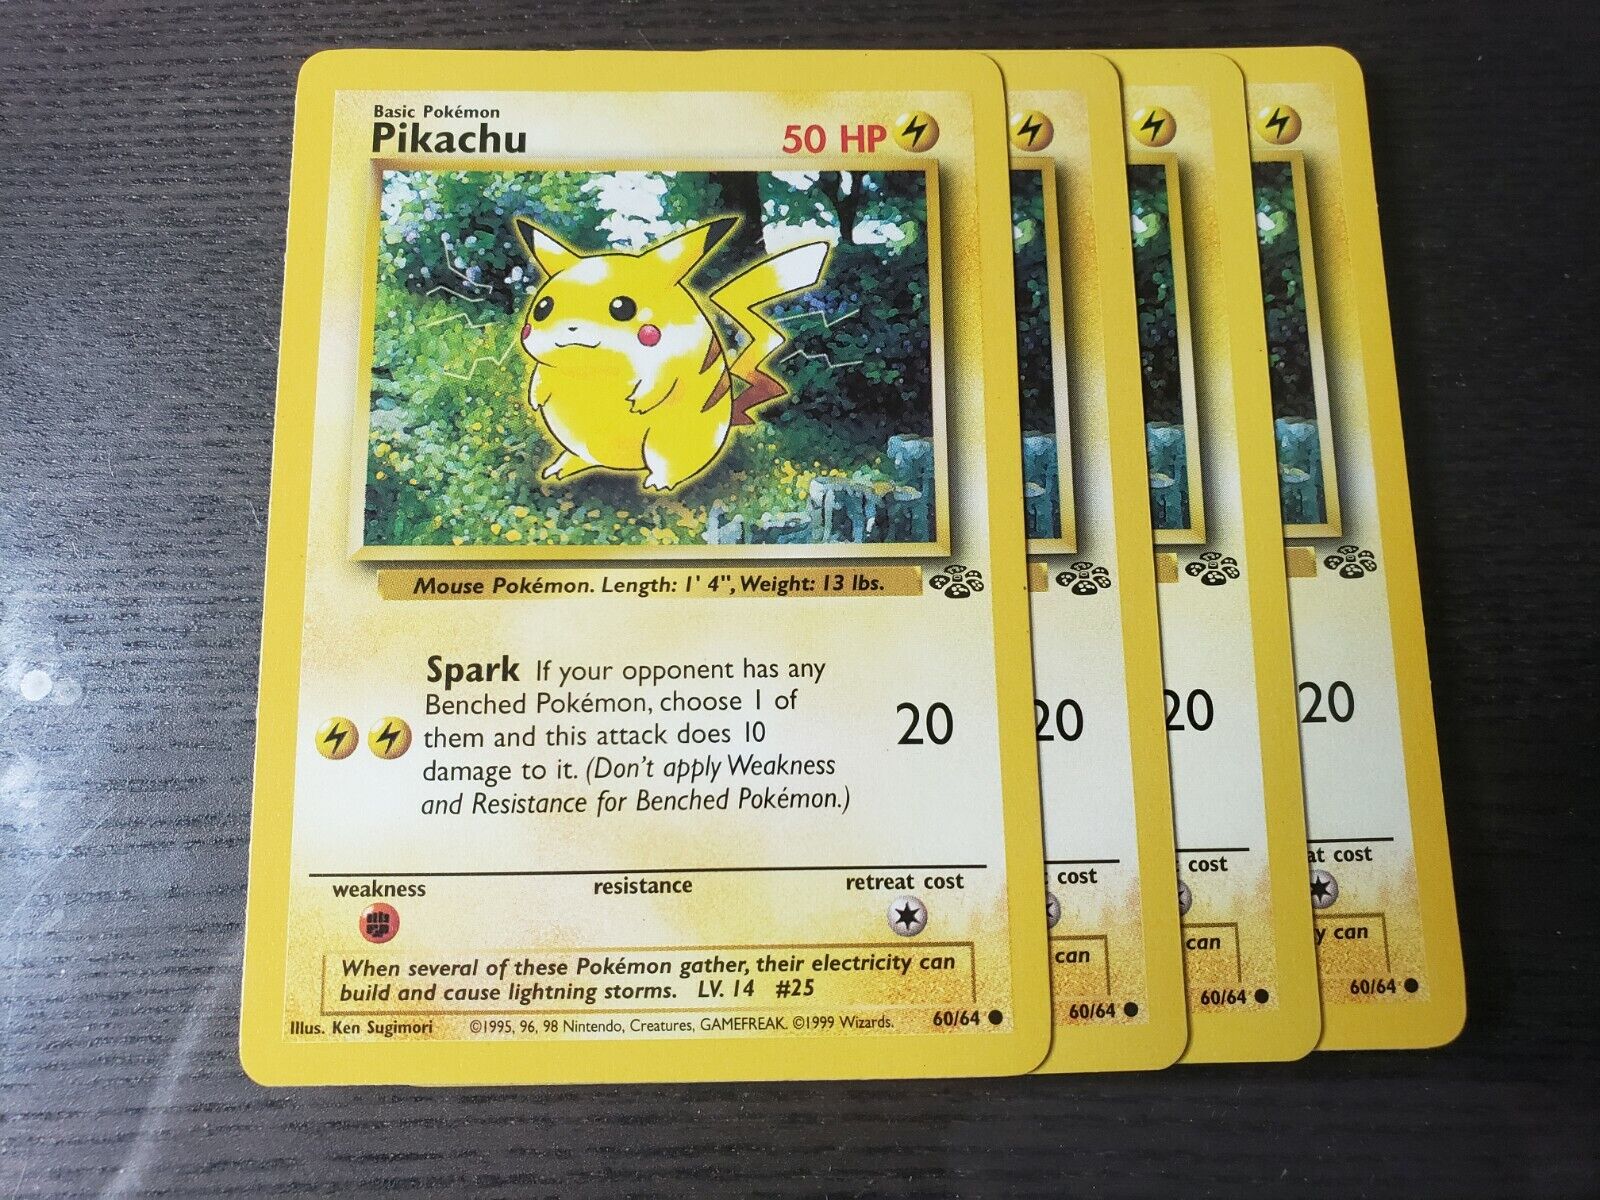 Basic Pokémon
Pikachu
50 HP
Mouse Pokémon. Length: 1' 4", Weight: 13 lbs.
Spark If your opponent has any
Benched Pokémon, choose 1 of
them and this attack does 10
damage to it. (Don't apply Weakness
and Resistance for Benched Pokémon.)
20
weakness
resistance
retreat cost
When several of these Pokémon gather, their electricity can
build and cause lightning storms. LV. 14 #25
Illus. Ken Sugimori
©1995, 96, 98 Nintendo, Creatures, GAMEFREAK. ©1999 Wizards.
60/64
20
cost
can
60/64
20
cost
can
60/64
20
at cost
y can
60/64